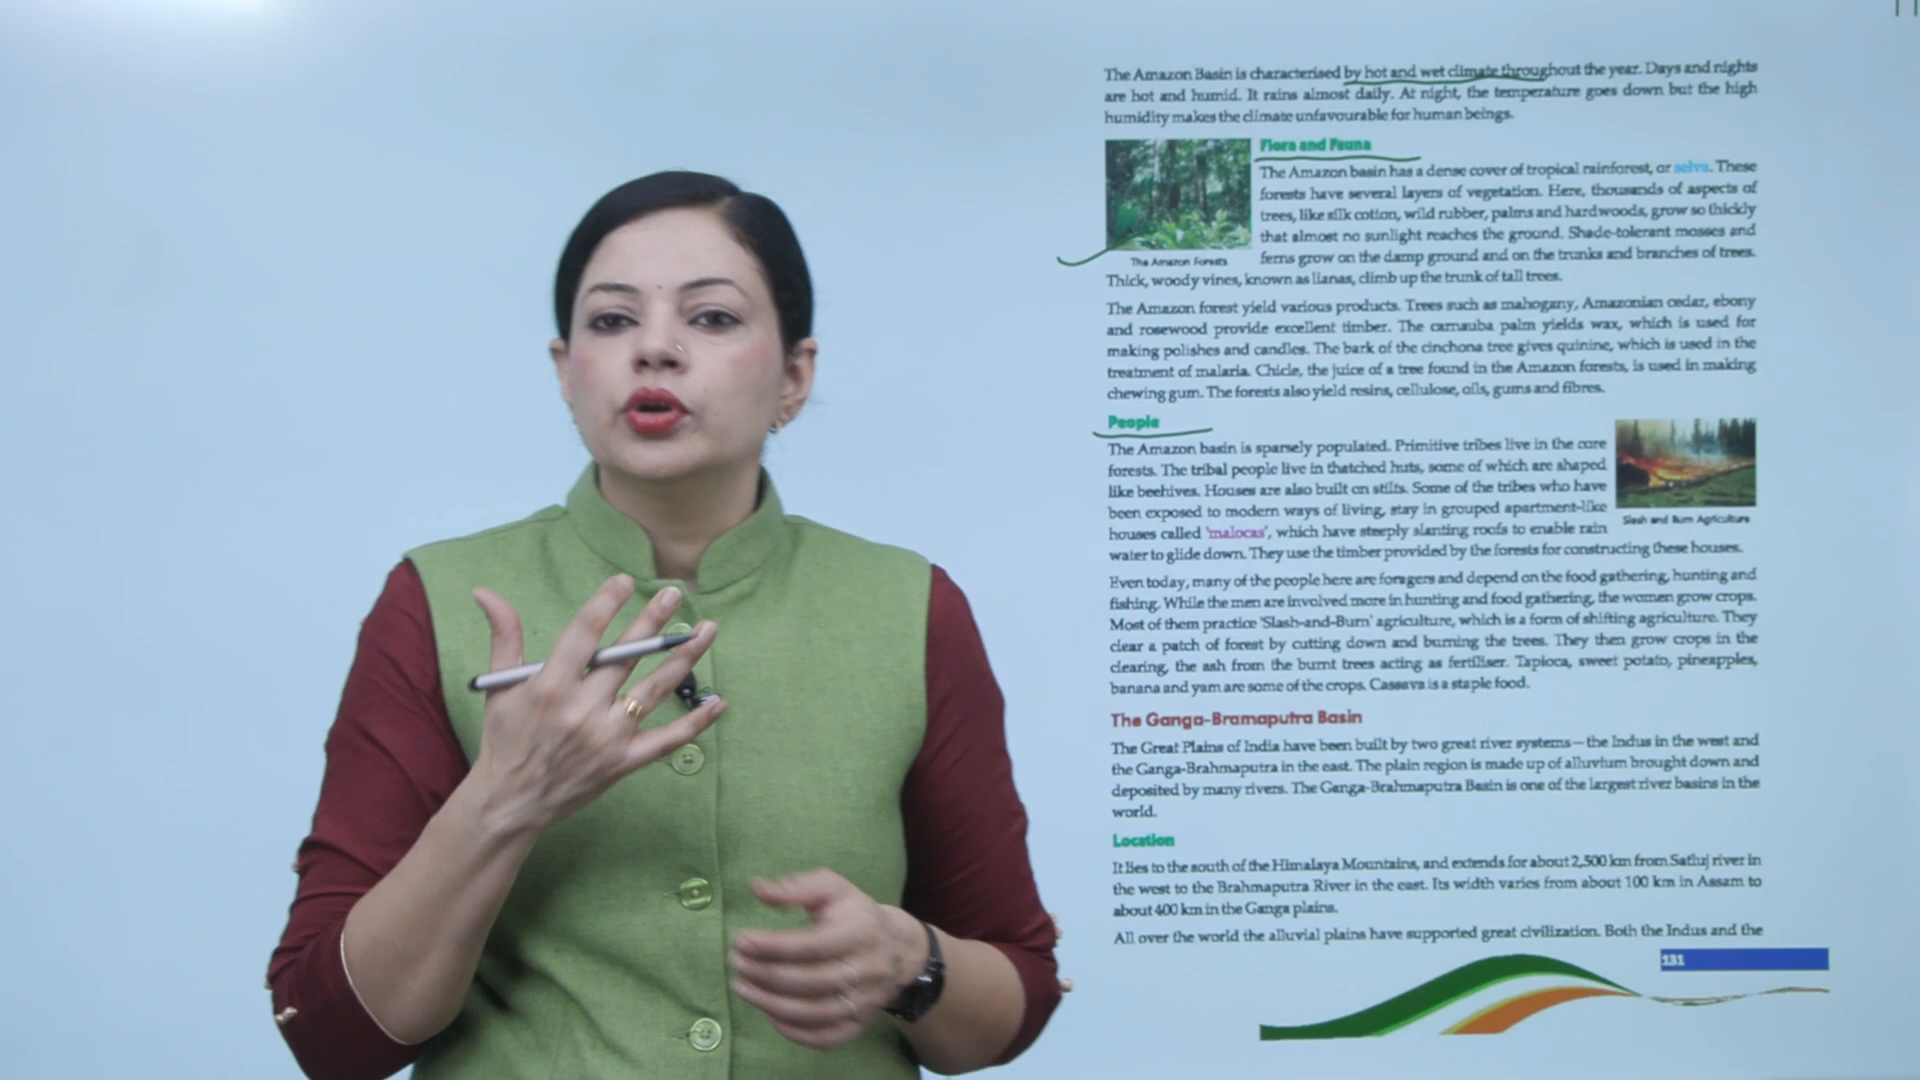 The Amazon Basin is characterised by hot and wet climate throughout the year. Days and nights
are hot and humid. It rains almost daily. At night, the temperature goes down but the high
humidity makes the climate unfavourable for human beings.
Flora and Fauna
The Amazon basin has a dense cover of tropical rainforest, or selva. These
forests have several layers of vegetation. Here, thousands of aspects of
trees, like silk cotton, wild rubber, palms and hardwoods, grow so thickly
that almost no sunlight reaches the ground. Shade-tolerant mosses and
ferns grow on the damp ground and on the trunks and branches of trees.
The Amazon Forests
Thick, woody vines, known as lianas, climb up the trunk of tall trees.
The Amazon forest yield various products. Trees such as mahogany, Amazonian cedar, ebony
and rosewood provide excellent timber. The carnauba palm yields wax, which is used for
making polishes and candles. The bark of the cinchona tree gives quinine, which is used in the
treatment of malaria. Chicle, the juice of a tree found in the Amazon forests, is used in making
chewing gum. The forests also yield resins, cellulose, oils, gums and fibres.
People
The Amazon basin is sparsely populated. Primitive tribes live in the core
forests. The tribal people live in thatched huts, some of which are shaped
like beehives. Houses are also built on stilts. Some of the tribes who have
been exposed to modern ways of living, stay in grouped apartment-like
houses called 'malocas', which have steeply slanting roofs to enable rain
Slash and Burn Agriculture
water to glide down. They use the timber provided by the forests for constructing these houses.
Even today, many of the people here are foragers and depend on the food gathering, hunting and
fishing. While the men are involved more in hunting and food gathering, the women grow crops.
Most of them practice 'Slash-and-Burn' agriculture, which is a form of shifting agriculture. They
clear a patch of forest by cutting down and burning the trees. They then grow crops in the
clearing, the ash from the burnt trees acting as fertiliser. Tapioca, sweet potato, pineapples,
banana and yam are some of the crops. Cassava is a staple food.
The Ganga-Bramaputra Basin
The Great Plains of India have been built by two great river systems—the Indus in the west and
the Ganga-Brahmaputra in the east. The plain region is made up of alluvium brought down and
deposited by many rivers. The Ganga-Brahmaputra Basin is one of the largest river basins in the
world.
Location
It lies to the south of the Himalaya Mountains, and extends for about 2,500 km from Satluj river in
the west to the Brahmaputra River in the east. Its width varies from about 100 km in Assam to
about 400 km in the Ganga plains.
All over the world the alluvial plains have supported great civilization. Both the Indus and the
131